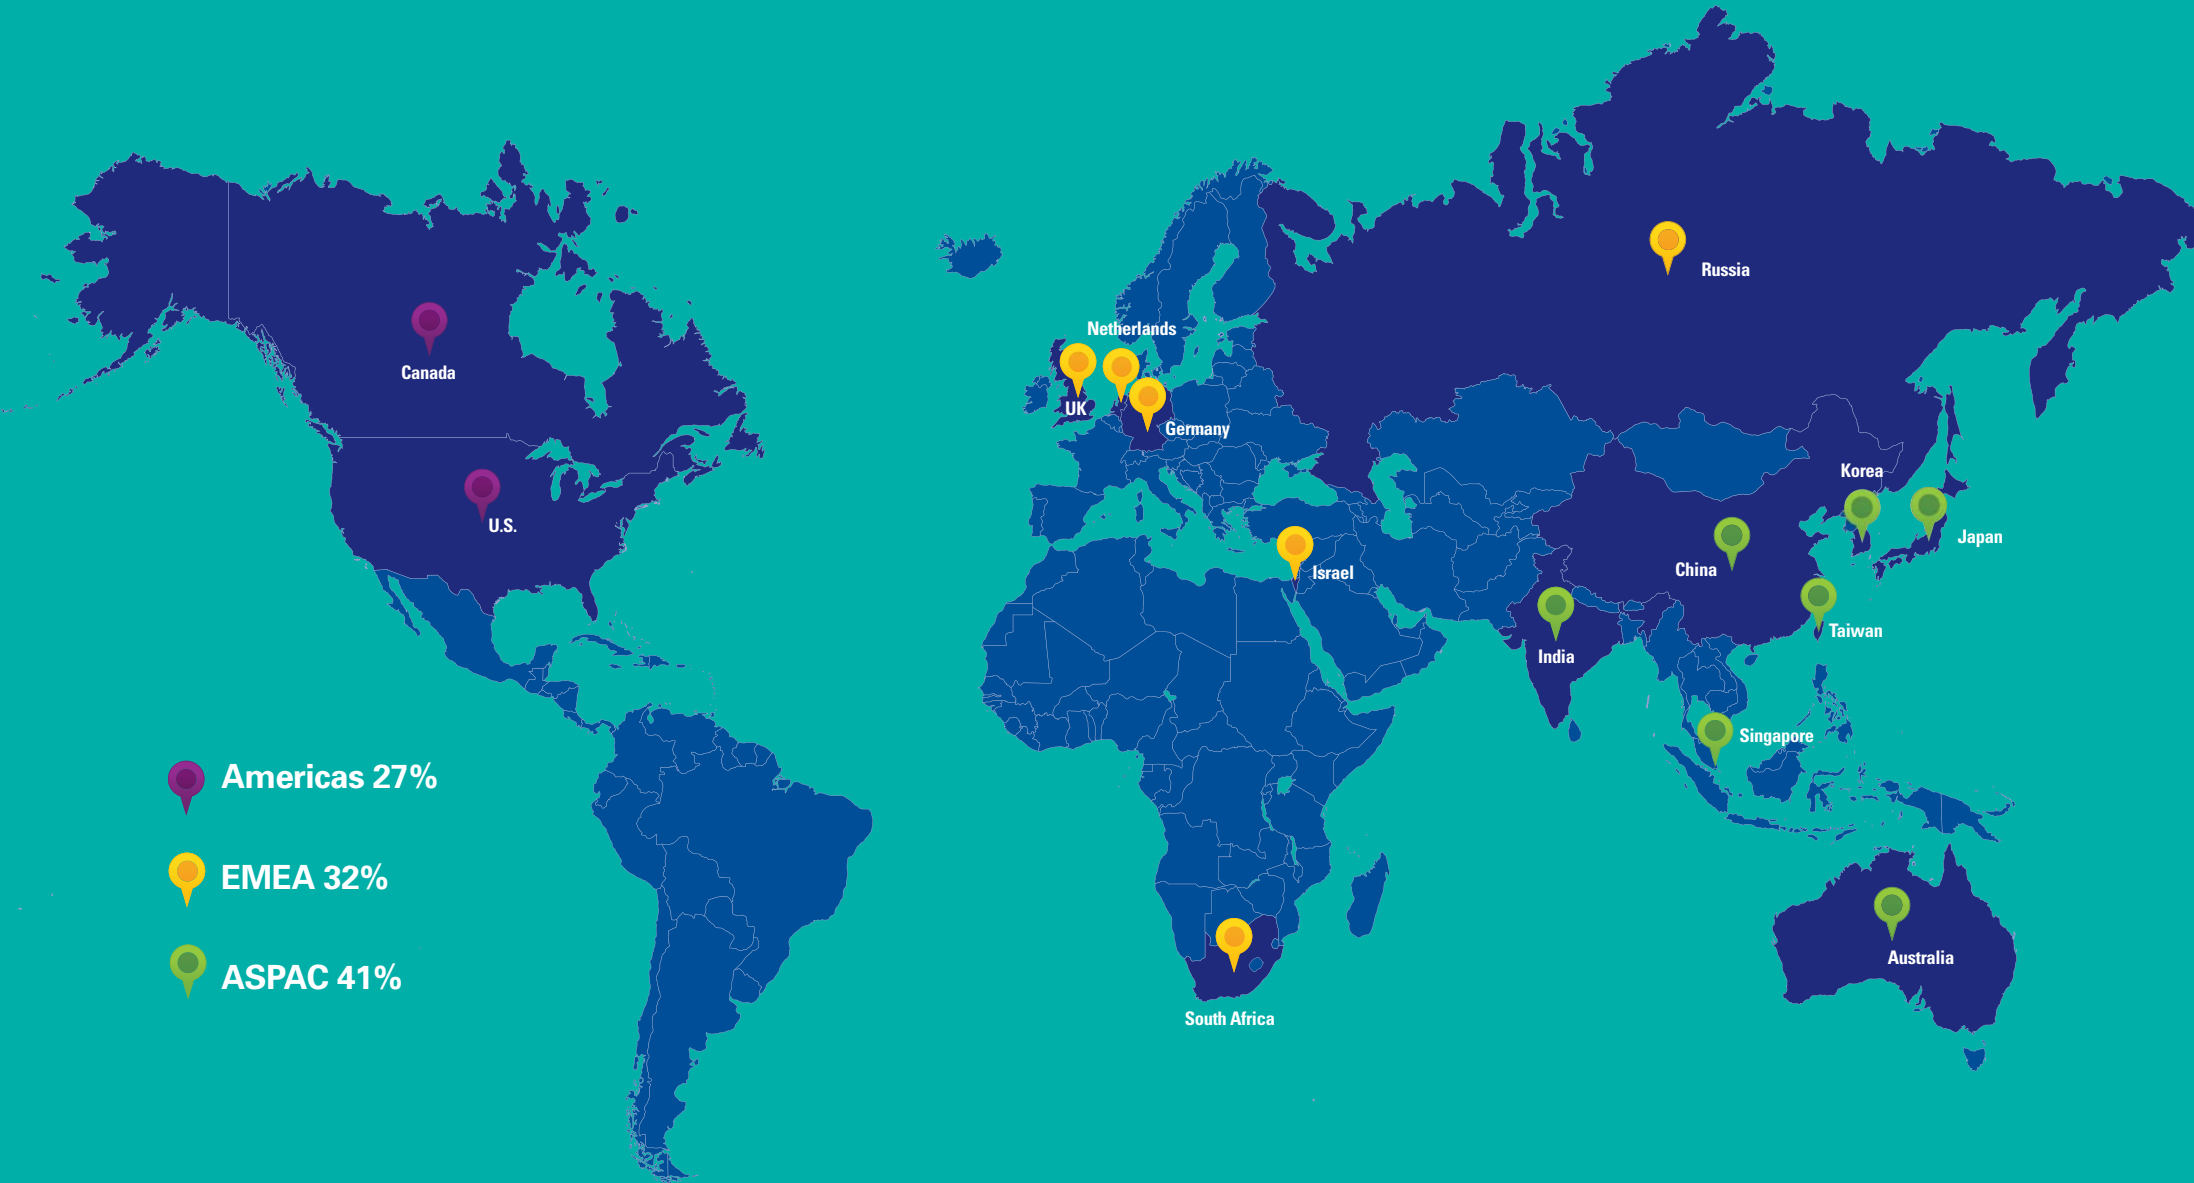 Russia
Netherlands
Canada
UK
Germany
Korea
U.S.
Japan
China
Israel
Taiwan
India
Singapore
Americas 27%
EMEA 32%
Australia
ASPAC 41%
South Africa